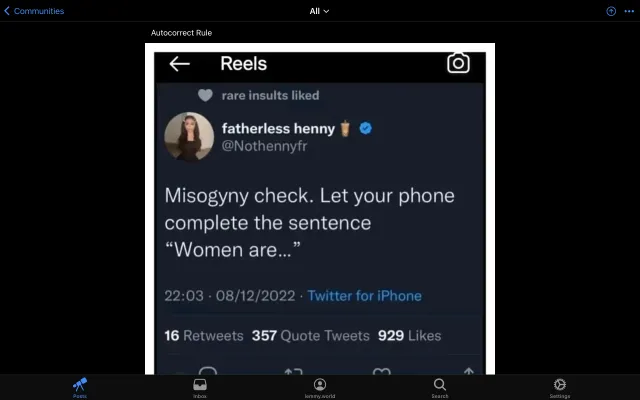 Communities
All
Autocorrect Rule
Reels
rare insults liked
fatherless henny
@Nothennyfr
Misogyny check. Let your phone
complete the sentence
“Women are...”
22:03 · 08/12/2022 · Twitter for iPhone
16 Retweets 357 Quote Tweets 929 Likes
Posts Inbox lemmy.world Search Settings